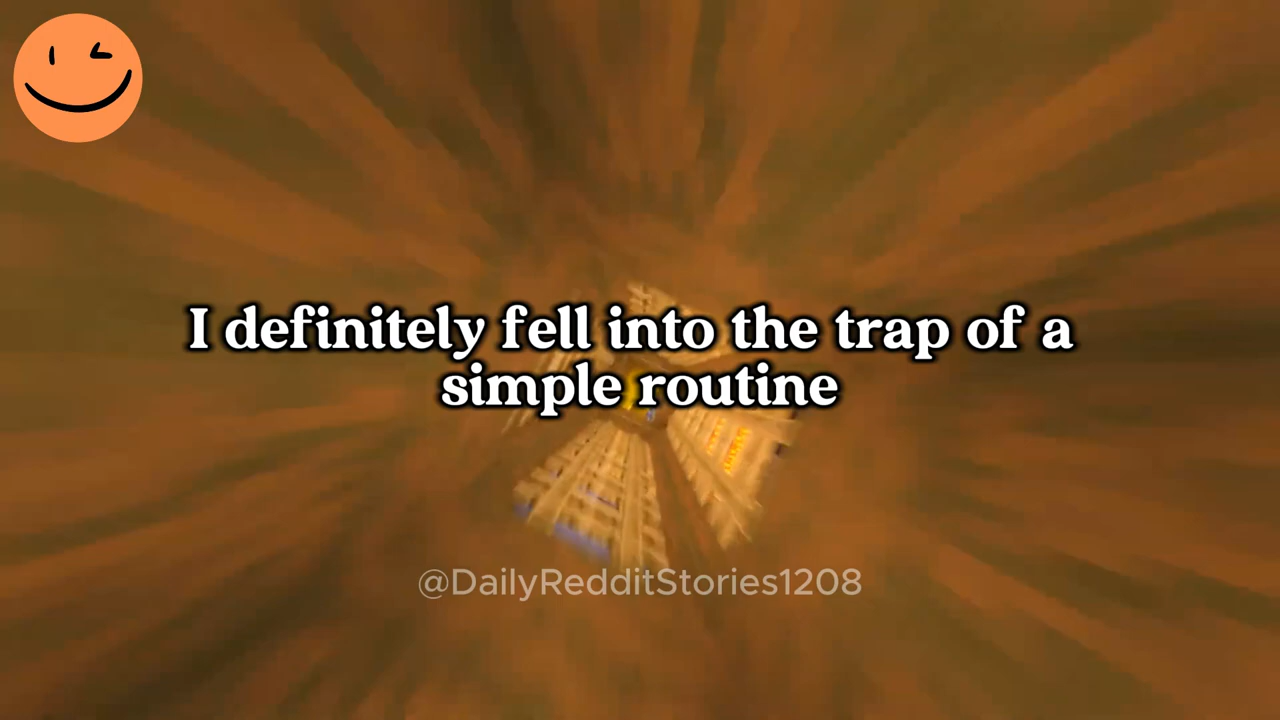 I definitely fell into the trap of a
simple routine
@DailyRedditStories1208